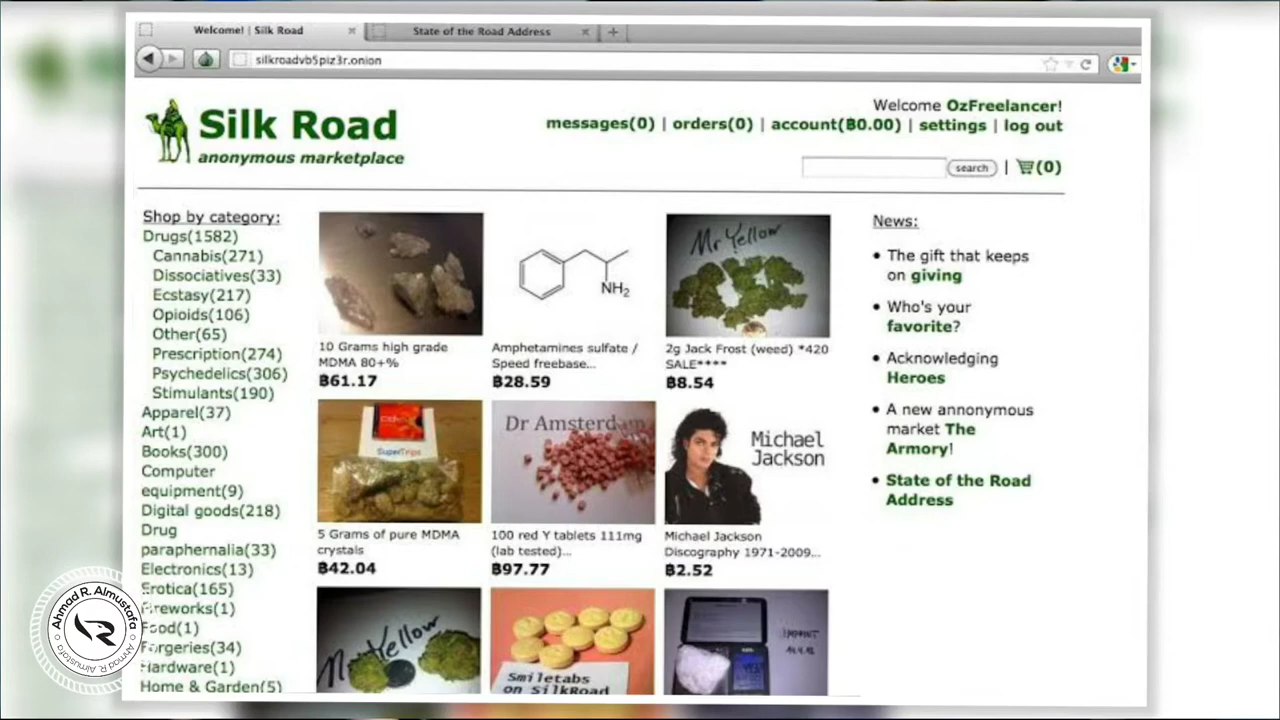 Welcome! | Silk Road
State of the Road Address
silkroadvb5piz3r.onion
Silk Road
anonymous marketplace
Welcome OzFreelancer!
messages(0) | orders(0) | account(฿0.00) | settings | log out
search | (0)
Shop by category:
Drugs(1582)
Cannabis(271)
Dissociatives(33)
Ecstasy(217)
Opioids(106)
Other(65)
Prescription(274)
Psychedelics(306)
Stimulants(190)
Apparel(37)
Art(1)
Books(300)
Computer
equipment(9)
Digital goods(218)
Drug
paraphernalia(33)
Electronics(13)
Erotica(165)
Fireworks(1)
Food(1)
Forgeries(34)
Hardware(1)
Home & Garden(5)
10 Grams high grade
MDMA 80+%
฿61.17
NH₂
Amphetamines sulfate /
Speed freebase...
฿28.59
Mr Yellow
2g Jack Frost (weed) *420
SALE****
฿8.54
SuperTrips
5 Grams of pure MDMA
crystals
฿42.04
Dr Amsterdam
100 red Y tablets 111mg
(lab tested)...
฿97.77
Michael
Jackson
Michael Jackson
Discography 1971-2009...
฿2.52
Mr Yellow
Smiletabs
on SilkRoad
News:
• The gift that keeps
on giving
• Who's your
favorite?
• Acknowledging
Heroes
• A new annonymous
market The
Armory!
• State of the Road
Address
Ahmad R. Almustafa
Ahmad R. Almustafa